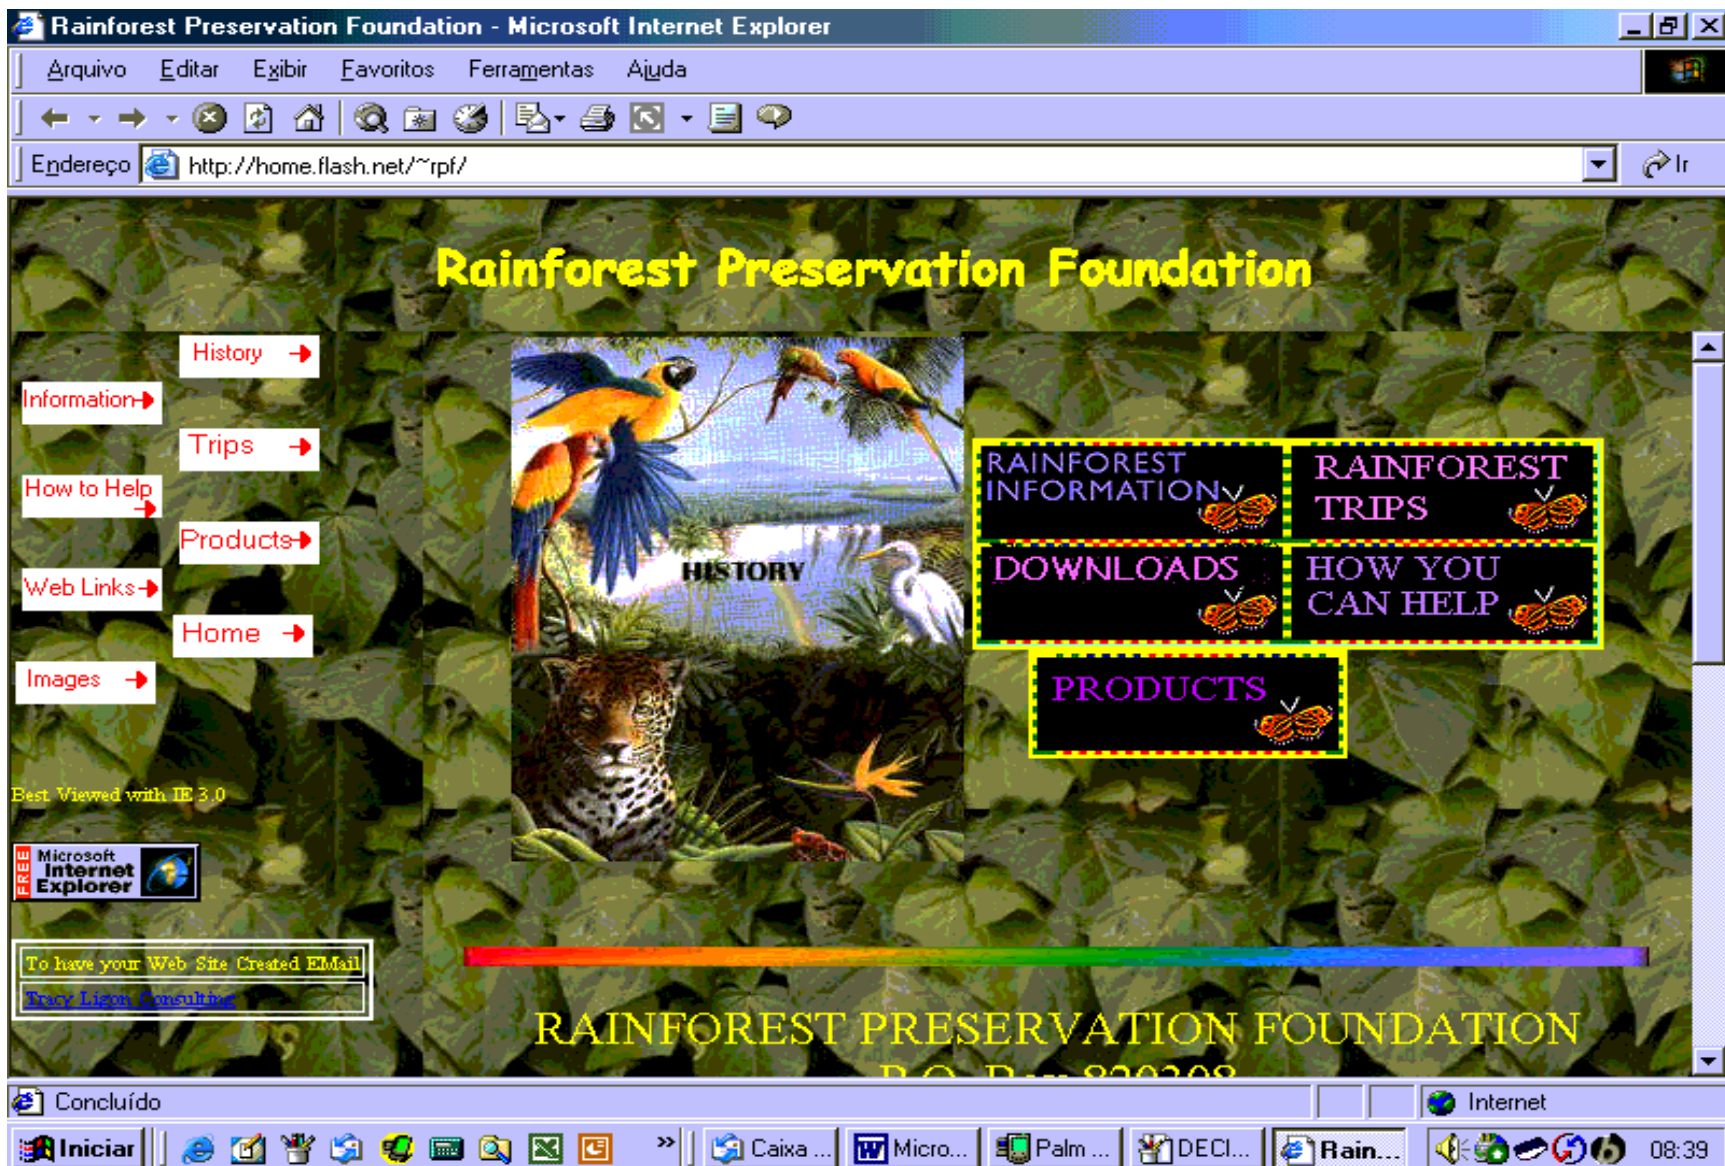 Rainforest Preservation Foundation - Microsoft Internet Explorer
Arquivo Editar Exibir Favoritos Ferramentas Ajuda
Endereço http://home.flash.net/~rpf/ Ir
Rainforest Preservation Foundation
History
Information
Trips
How to Help
Products
Web Links
Home
Images
HISTORY
RAINFOREST
INFORMATION
RAINFOREST
TRIPS
DOWNLOADS
HOW YOU
CAN HELP
PRODUCTS
Best Viewed with IE 3.0
FREE
Microsoft
Internet
Explorer
To have your Web Site Created EMail
Tracy Ligon Consulting
RAINFOREST PRESERVATION FOUNDATION
P.O. Box 820308
Concluído Internet
Iniciar » Caixa ... Micro... Palm ... DECI... Rain... 08:39